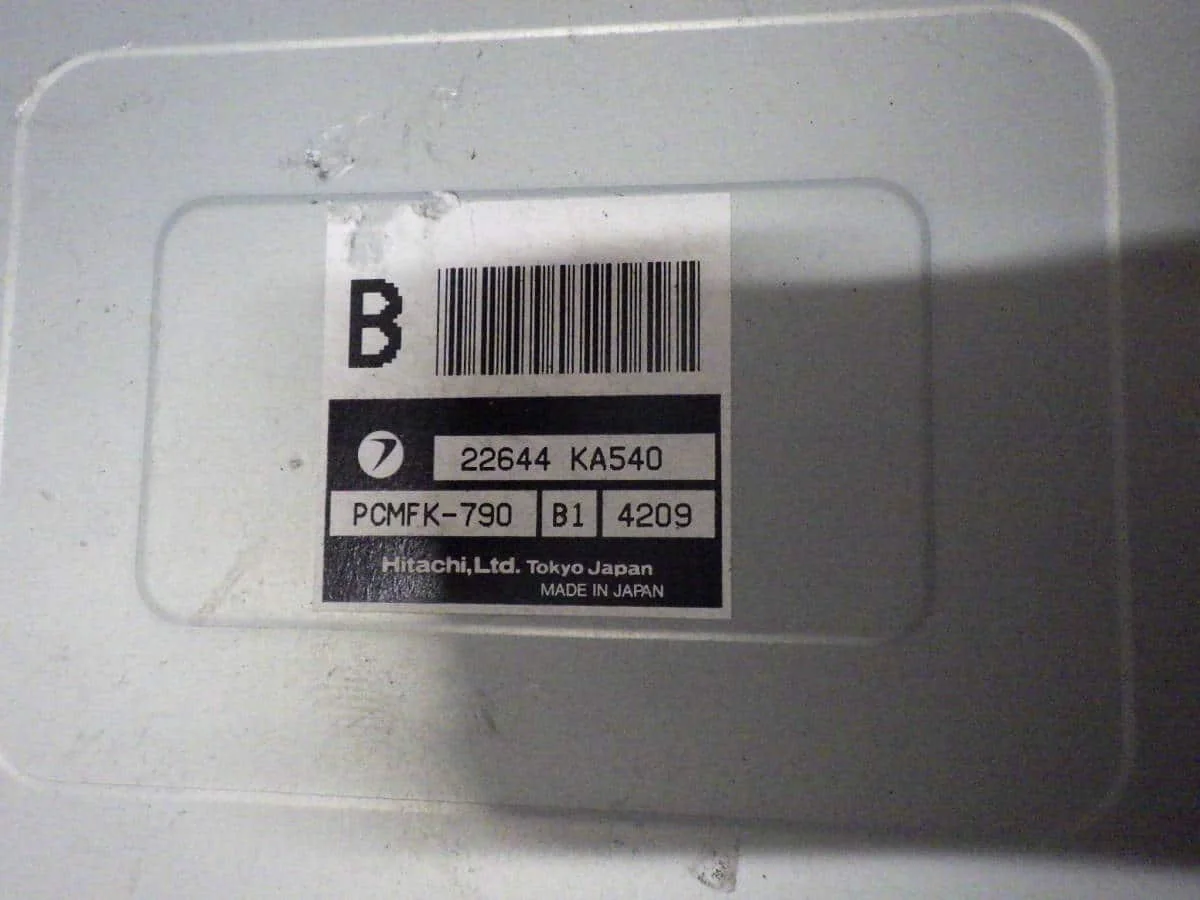 B
22644 KA540
PCMFK-790 B1 4209
Hitachi,Ltd. Tokyo Japan
MADE IN JAPAN